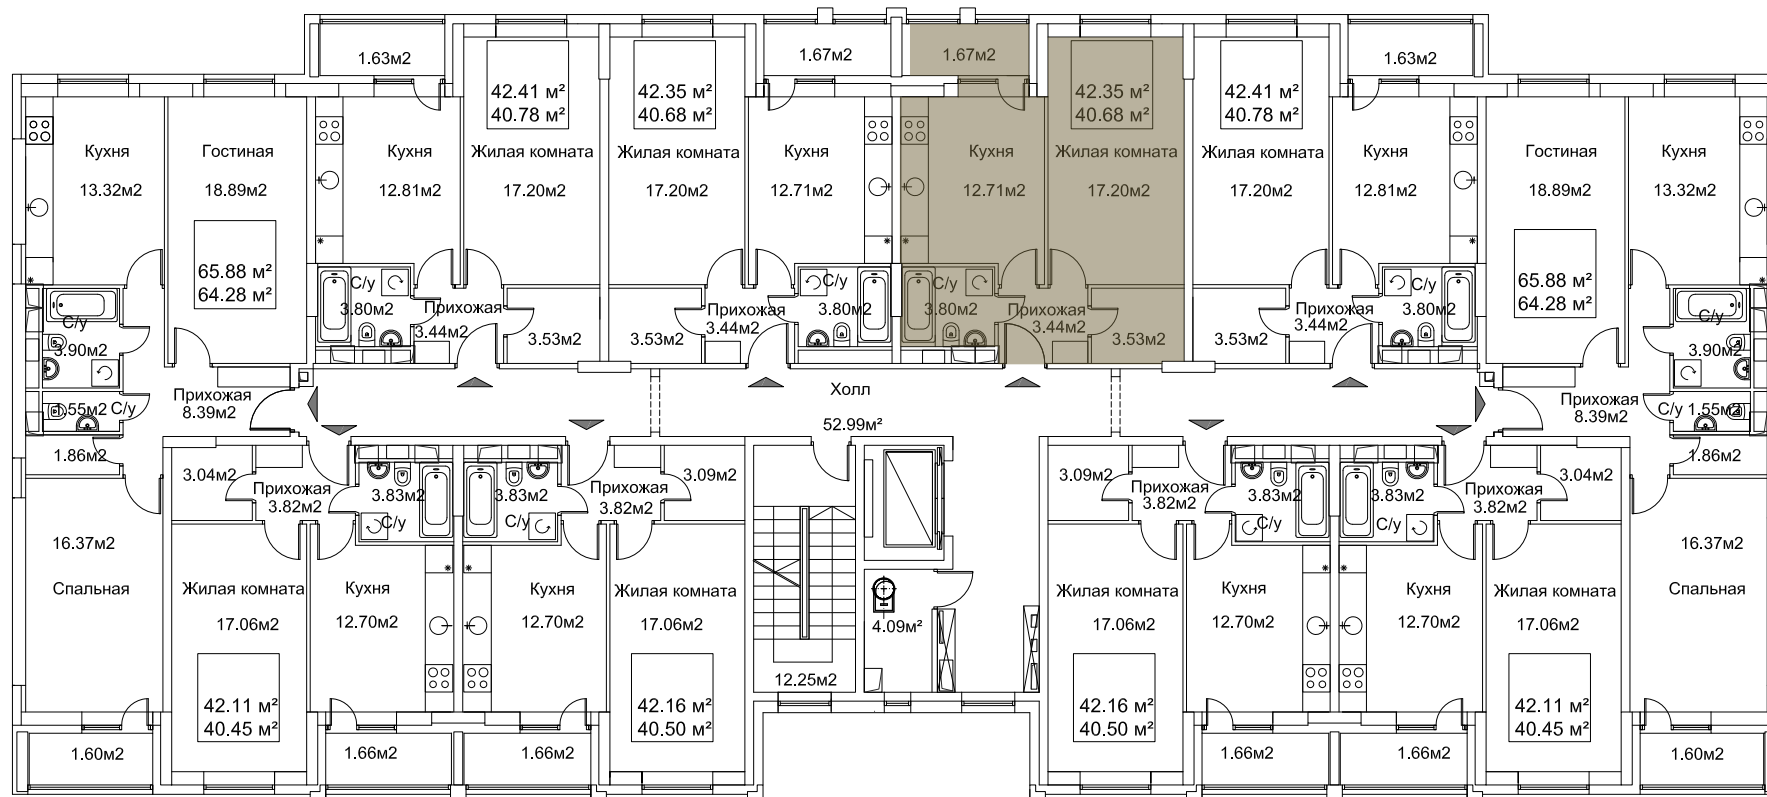 1.63м2
1.67м2
1.67м2
1.63м2
42.41 м²
40.78 м²
42.35 м²
40.68 м²
42.35 м²
40.68 м²
42.41 м²
40.78 м²
Кухня
13.32м2
Гостиная
18.89м2
Кухня
12.81м2
Жилая комната
17.20м2
Жилая комната
17.20м2
Кухня
12.71м2
Кухня
12.71м2
Жилая комната
17.20м2
Жилая комната
17.20м2
Кухня
12.81м2
Гостиная
18.89м2
Кухня
13.32м2
65.88 м²
64.28 м²
65.88 м²
64.28 м²
С/у
3.90м2
С/у
3.80м2
Прихожая
3.44м2
3.53м2
3.53м2
Прихожая
3.44м2
С/у
3.80м2
С/у
3.80м2
Прихожая
3.44м2
3.53м2
3.53м2
Прихожая
3.44м2
С/у
3.80м2
С/у
3.90м2
Прихожая
8.39м2
1.55м2 С/у
1.86м2
Холл
52.99м²
Прихожая
8.39м2
С/у 1.55м2
1.86м2
3.04м2
Прихожая
3.82м2
3.83м2
С/у
3.83м2
С/у
Прихожая
3.82м2
3.09м2
3.09м2
Прихожая
3.82м2
3.83м2
С/у
3.83м2
С/у
Прихожая
3.82м2
3.04м2
16.37м2
Спальная
Жилая комната
17.06м2
Кухня
12.70м2
Кухня
12.70м2
Жилая комната
17.06м2
4.09м²
12.25м2
Жилая комната
17.06м2
Кухня
12.70м2
Кухня
12.70м2
Жилая комната
17.06м2
16.37м2
Спальная
42.11 м²
40.45 м²
42.16 м²
40.50 м²
42.16 м²
40.50 м²
42.11 м²
40.45 м²
1.60м2
1.66м2
1.66м2
1.66м2
1.66м2
1.60м2